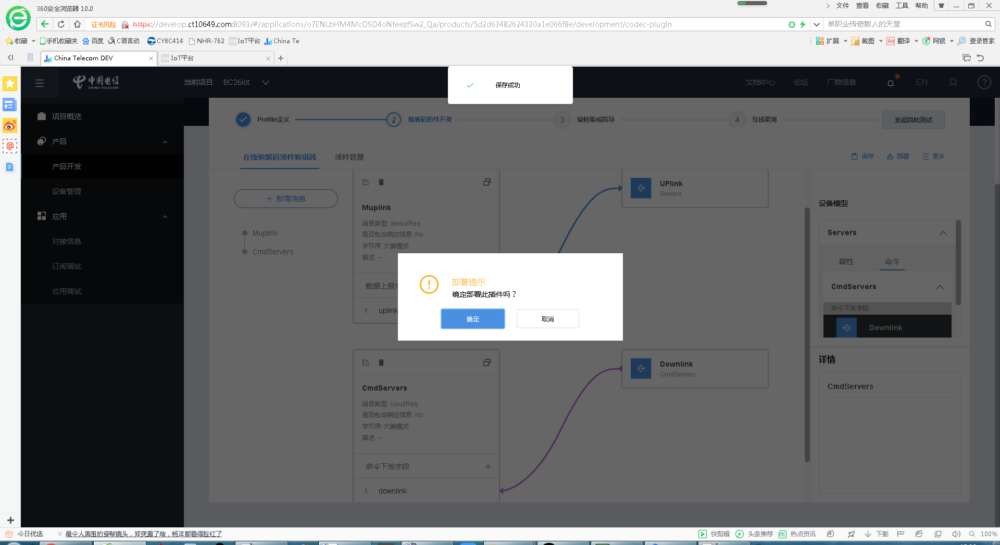 360安全浏览器 10.0
文件 查看 收藏 工具 帮助
证书风险 https://develop.ct10649.com:8093/#/applications/o7ENLbHM4McOSO4oNfeezfSw2_Qa/products/5d2d63482624330a1e066f8e/development/codec-plugin
单职业传奇散人的天堂
收藏 手机收藏夹 百度 C语言动 CY8C414 NHR-762 IoT平台 China Te
扩展 截图 翻译 网银 登录管家
China Telecom DEV
IoT平台
中国电信
CHINA TELECOM
当前项目: BC26iot
保存成功
文档中心 论坛 厂商信息 EN
项目概览
产品
产品开发
设备管理
应用
对接信息
订阅调试
应用调试
Profile定义
2 编解码插件开发
3 端侧集成指导
4 在线调测
发起自助测试
在线编解码插件编辑器 插件管理
保存 部署 更多
+ 新增消息
Muplink
CmdServers
Muplink
消息类型: deviceReq
是否包含响应信息: No
字节序: 大端模式
描述: --
数据上报字
1 uplink
UPlink
Servers
部署提示
确定部署此插件吗？
确定 取消
CmdServers
消息类型: cloudReq
是否包含响应信息: No
字节序: 大端模式
描述: --
命令下发字段
1 downlink
Downlink
CmdServers
设备模型
Servers
属性 命令
CmdServers
命令下发字段
Downlink
详情
CmdServers
今日优选
最令人害羞的穿帮镜头，郑爽露了啥，杨洋都看得脸红了
快剪辑 头条推荐 热点资讯 下载 100%